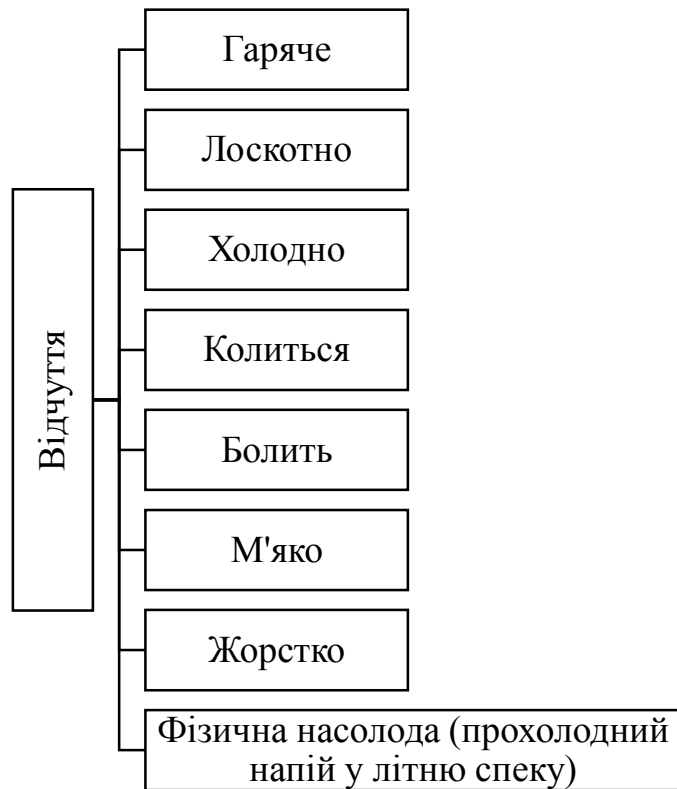 Відчуття
Гаряче
Лоскотно
Холодно
Колиться
Болить
М'яко
Жорстко
Фізична насолода (прохолодний
напій у літню спеку)